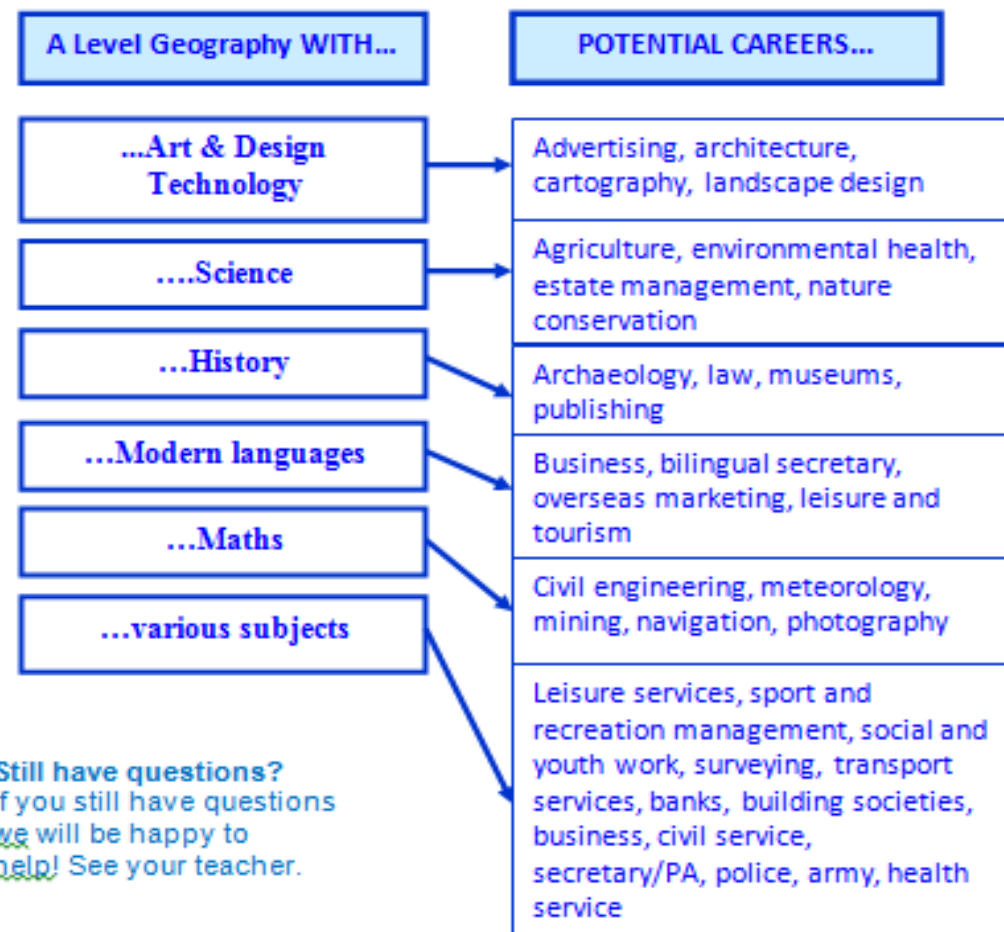 A Level Geography WITH...
POTENTIAL CAREERS...
...Art & Design
Technology
Advertising, architecture,
cartography, landscape design
....Science
Agriculture, environmental health,
estate management, nature
conservation
...History
Archaeology, law, museums,
publishing
...Modern languages
Business, bilingual secretary,
overseas marketing, leisure and
tourism
...Maths
Civil engineering, meteorology,
mining, navigation, photography
...various subjects
Leisure services, sport and
recreation management, social and
youth work, surveying, transport
services, banks, building societies,
business, civil service,
secretary/PA, police, army, health
service
Still have questions?
If you still have questions
we will be happy to
help! See your teacher.